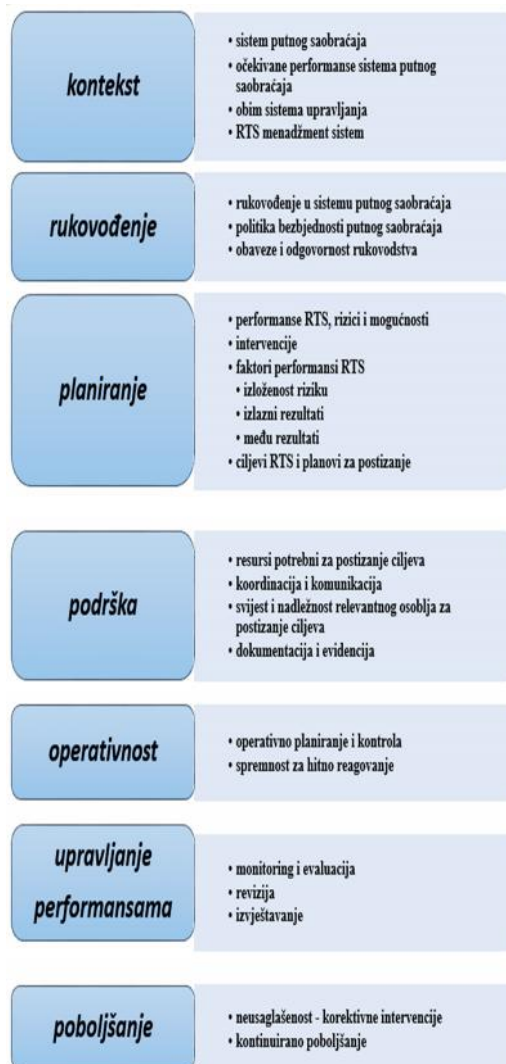 kontekst
• sistem putnog saobraćaja
• očekivane performanse sistema putnog
saobraćaja
• obim sistema upravljanja
• RTS menadžment sistem
rukovođenje
• rukovođenje u sistemu putnog saobraćaja
• politika bezbjednosti putnog saobraćaja
• obaveze i odgovornost rukovodstva
planiranje
• performanse RTS, rizici i mogućnosti
• intervencije
• faktori performansi RTS
• izloženost riziku
• izlazni rezultati
• među rezultati
• ciljevi RTS i planovi za postizanje
podrška
• resursi potrebni za postizanje ciljeva
• koordinacija i komunikacija
• svijest i nadležnost relevantnog osoblja za
postizanje ciljeva
• dokumentacija i evidencija
operativnost
• operativno planiranje i kontrola
• spremnost za hitno reagovanje
upravljanje
performansama
• monitoring i evaluacija
• revizija
• izvještavanje
poboljšanje
• neusaglašenost - korektivne intervencije
• kontinuirano poboljšanje